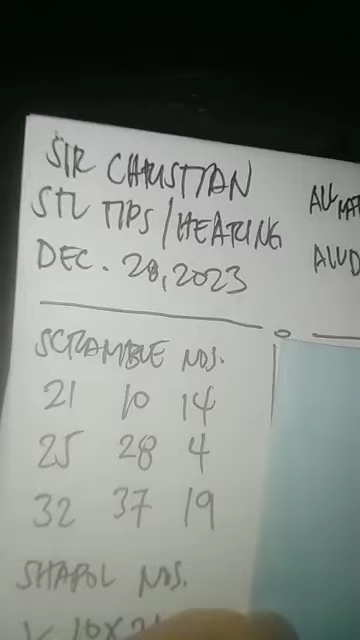 SIR CHRISTIAN
STL TIPS / HEARING
DEC. 28, 2023
SCRAMBLE NOS.
21 10 14
25 28 4
32 37 19
SHAPOL NOS.